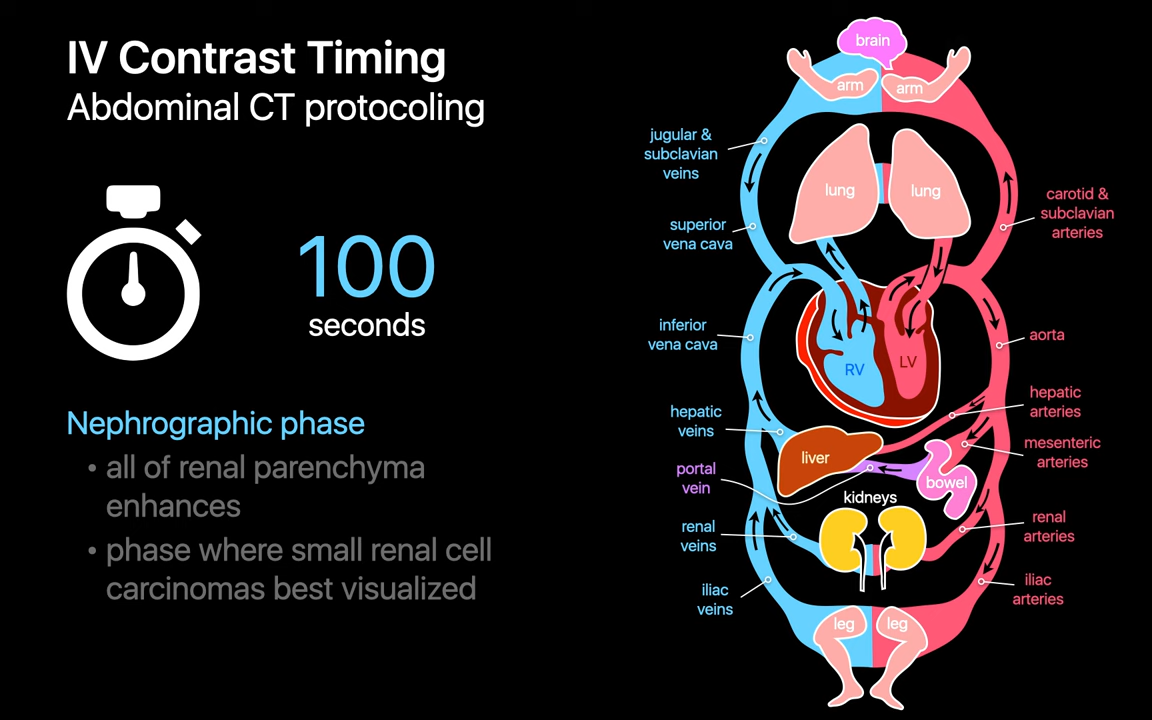 IV Contrast Timing
Abdominal CT protocoling
100
seconds
Nephrographic phase
• all of renal parenchyma
enhances
• phase where small renal cell
carcinomas best visualized
brain
arm
arm
jugular &
subclavian
veins
lung
lung
carotid &
subclavian
arteries
superior
vena cava
inferior
vena cava
aorta
RV
LV
hepatic
veins
hepatic
arteries
liver
mesenteric
arteries
portal
vein
bowel
kidneys
renal
veins
renal
arteries
iliac
veins
iliac
arteries
leg
leg